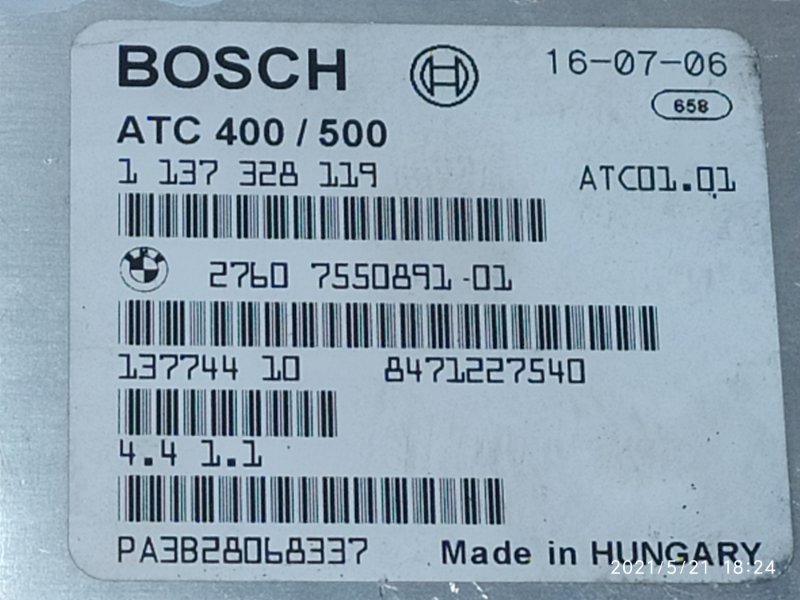 BOSCH 16-07-06
658
ATC 400 / 500
1 137 328 119 ATC01.01
2760 7550891-01
137744 10 8471227540
4.4 1.1
PA3B28068337 Made in HUNGARY
2021/5/21 18:24